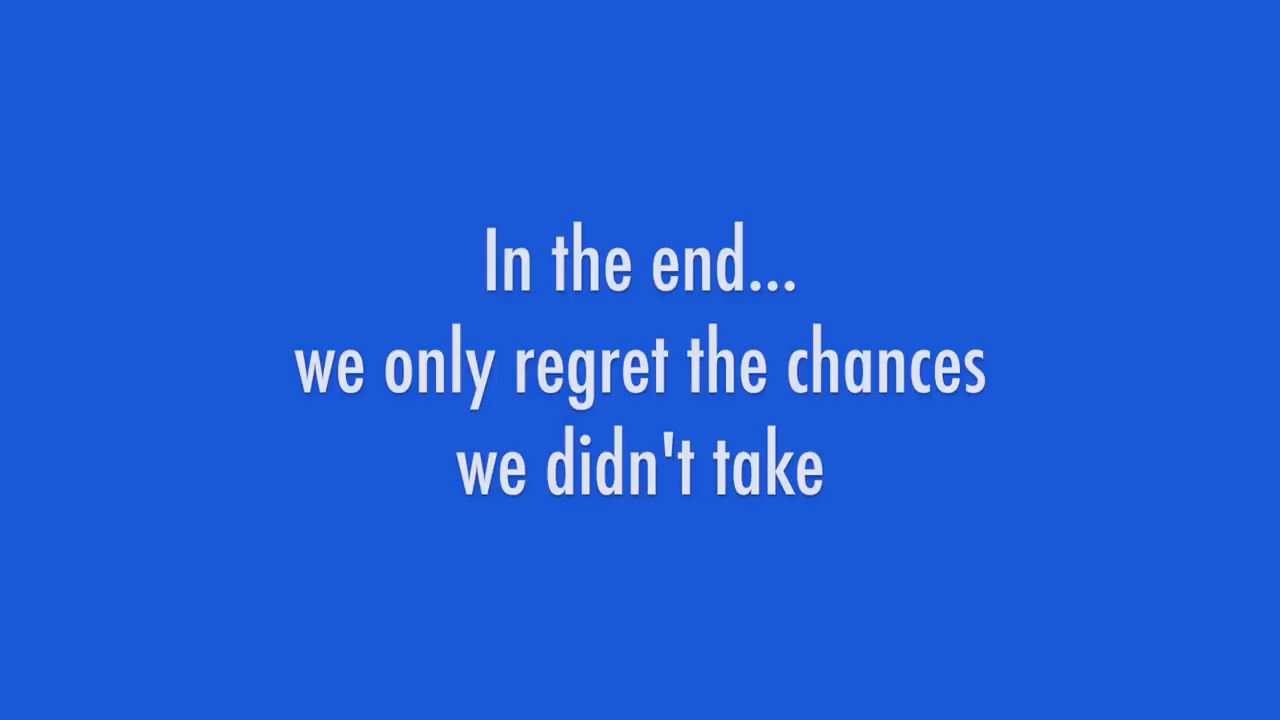 In the end...
we only regret the chances
we didn't take